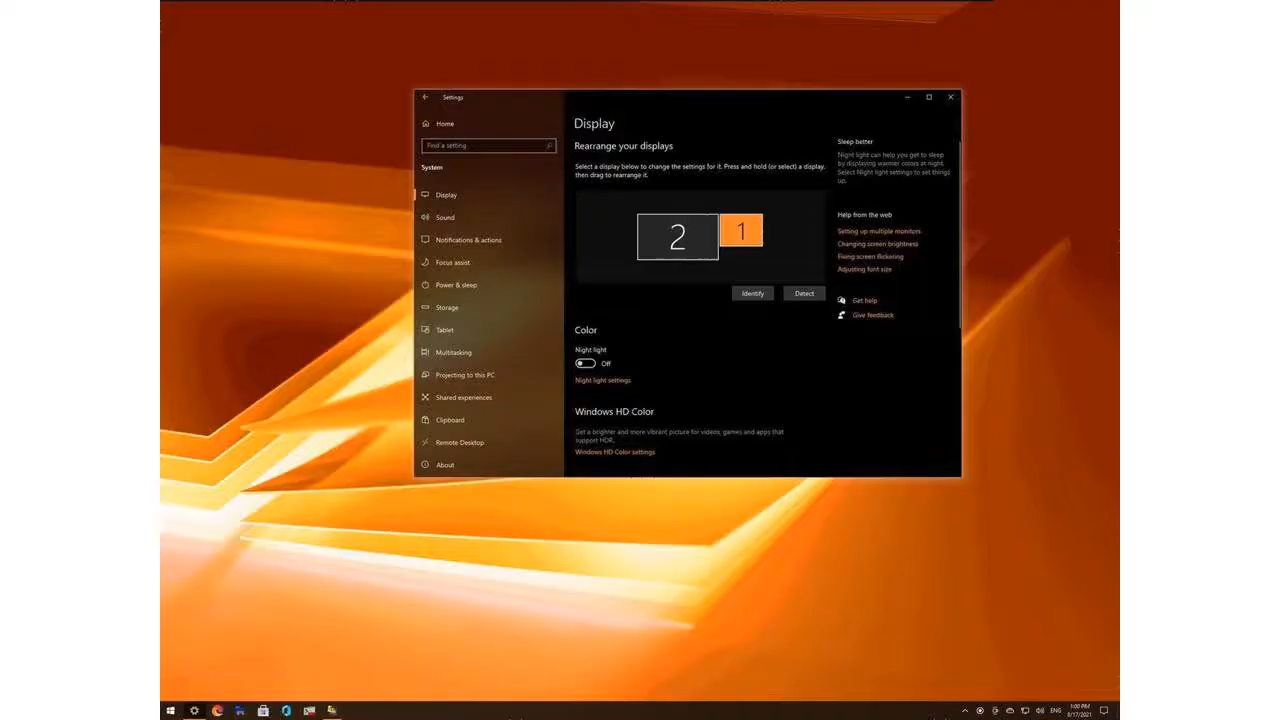 Settings
Home
Find a setting
System
Display
Sound
Notifications & actions
Focus assist
Power & sleep
Storage
Tablet
Multitasking
Projecting to this PC
Shared experiences
Clipboard
Remote Desktop
About
Display
Rearrange your displays
Select a display below to change the settings for it. Press and hold (or select) a display,
then drag to rearrange it.
2
1
Identify
Detect
Color
Night light
Off
Night light settings
Windows HD Color
Get a brighter and more vibrant picture for videos, games and apps that
support HDR.
Windows HD Color settings
Sleep better
Night light can help you get to sleep
by displaying warmer colors at night.
Select Night light settings to set things
up.
Help from the web
Setting up multiple monitors
Changing screen brightness
Fixing screen flickering
Adjusting font size
Get help
Give feedback
ENG
1:00 PM
8/17/2021